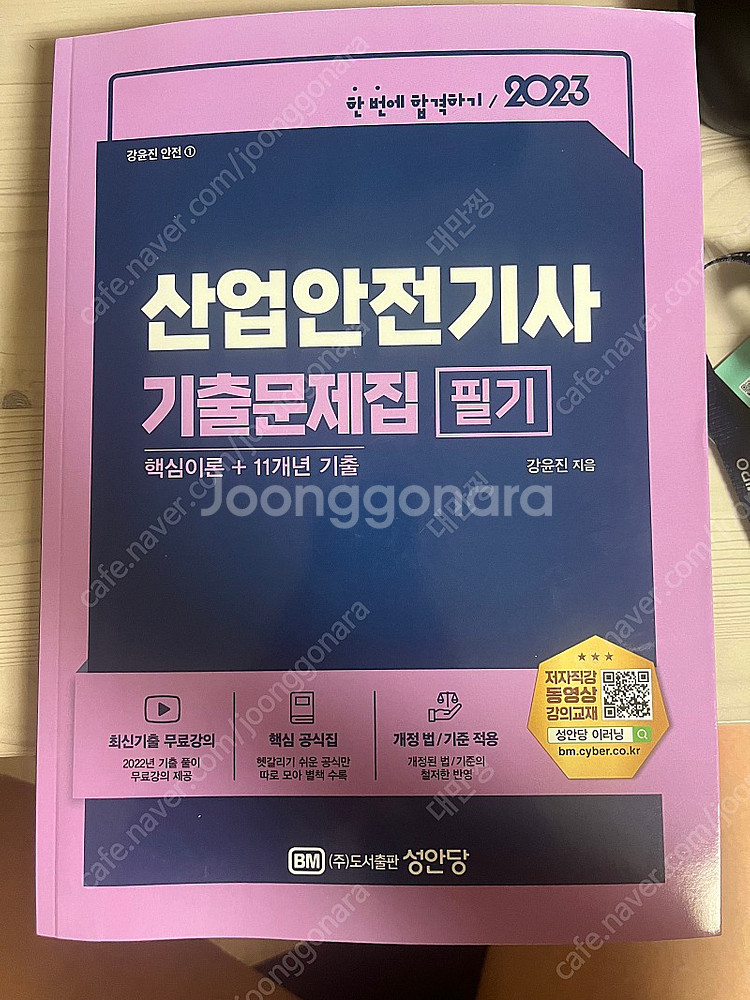 한 번에 합격하기 / 2023
강윤진 안전 ①
산업안전기사
기출문제집 필기
핵심이론 + 11개년 기출
강윤진 지음
Joonggonara
저자직강
동영상
강의교재
성안당 이러닝
bm.cyber.co.kr
최신기출 무료강의
2022년 기출 풀이
무료강의 제공
핵심 공식집
헷갈리기 쉬운 공식만
따로 모아 별책 수록
개정 법/기준 적용
개정된 법/기준의
철저한 반영
BM (주)도서출판 성안당
cafe.naver.com/joonggonara
대만찡